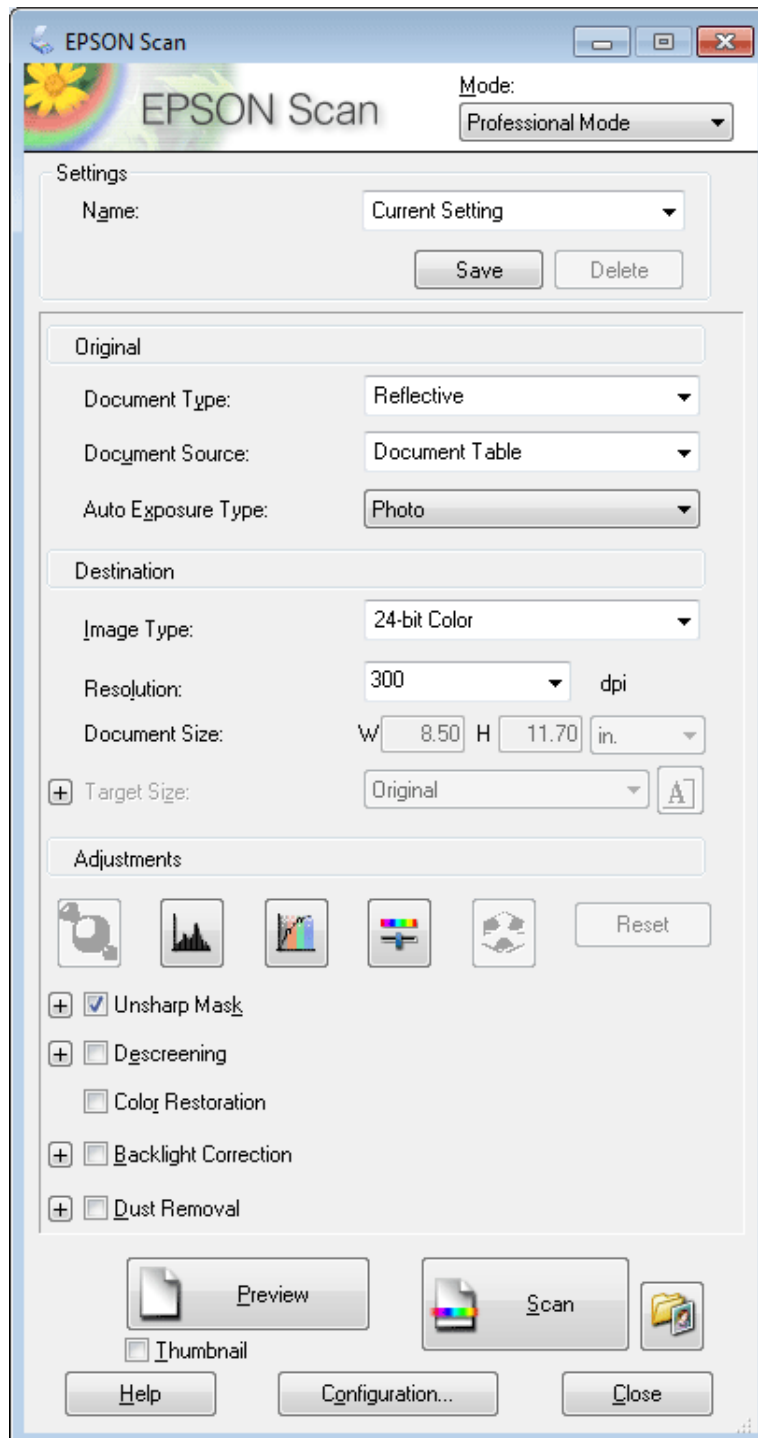 EPSON Scan
EPSON Scan
Mode:
Professional Mode
Settings
Name:
Current Setting
Save
Delete
Original
Document Type:
Reflective
Document Source:
Document Table
Auto Exposure Type:
Photo
Destination
Image Type:
24-bit Color
Resolution:
300
dpi
Document Size:
W 8.50 H 11.70 in.
Target Size:
Original
A
Adjustments
Reset
Unsharp Mask
Descreening
Color Restoration
Backlight Correction
Dust Removal
Preview
Scan
Thumbnail
Help
Configuration...
Close